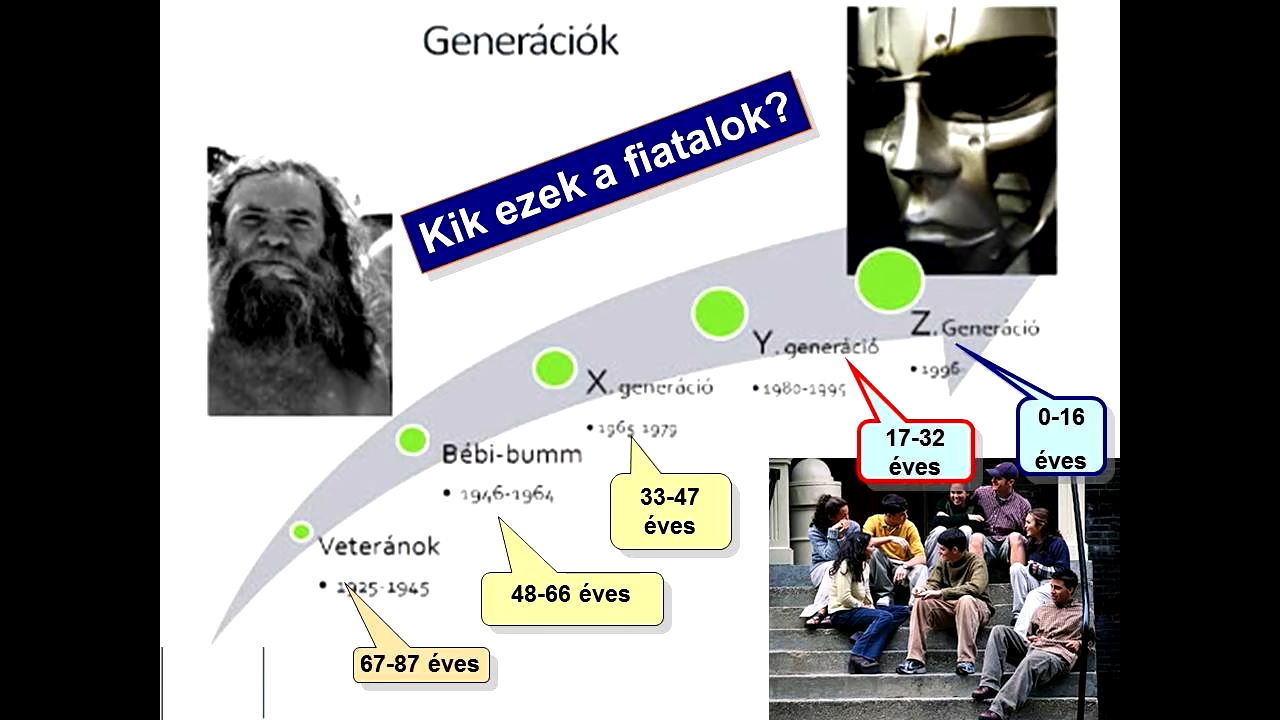 Generációk
Kik ezek a fiatalok?
Z. Generáció
• 1996-
0-16
éves
Y. generáció
• 1980-1995
17-32
éves
X. generáció
• 1965 1979
33-47
éves
Bébi-bumm
• 1946-1964
48-66 éves
Veteránok
• 1925-1945
67-87 éves